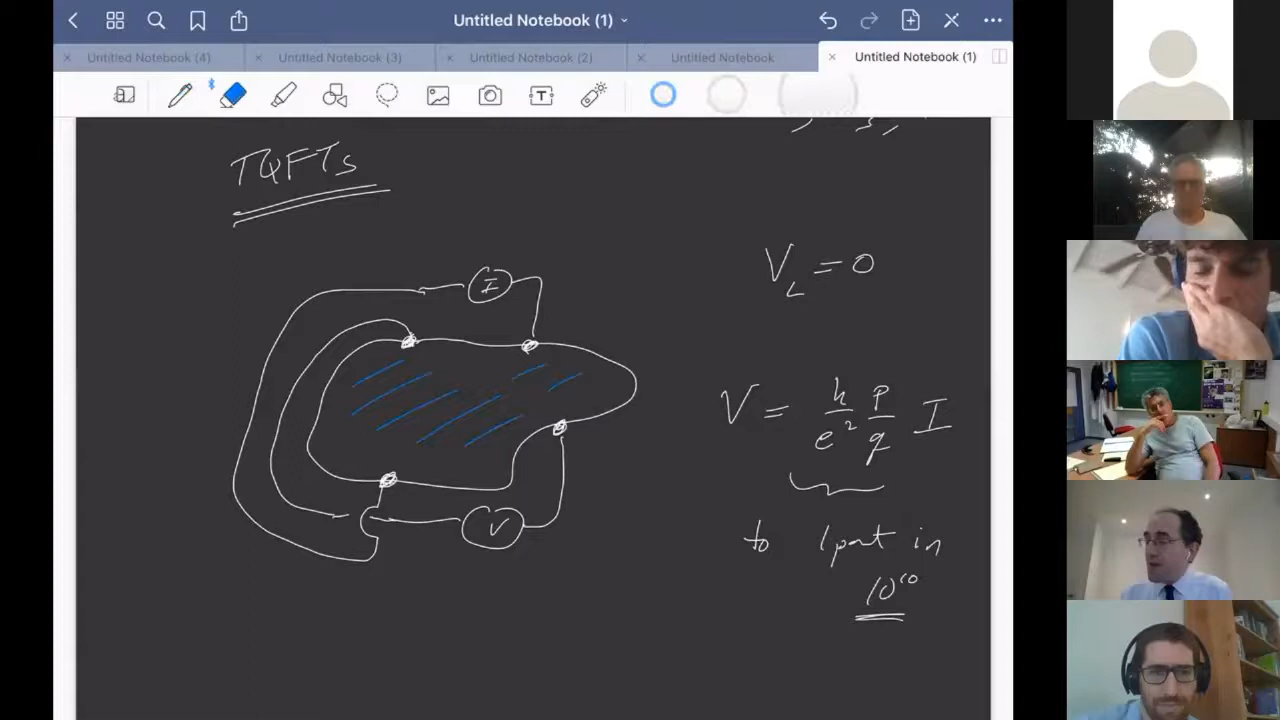 Untitled Notebook (1)
Untitled Notebook (4)
Untitled Notebook (3)
Untitled Notebook (2)
Untitled Notebook
Untitled Notebook (1)
T
TQFTs
I
V_L = 0
V = h/e² p/q I
V
to 1 part in
10¹⁰